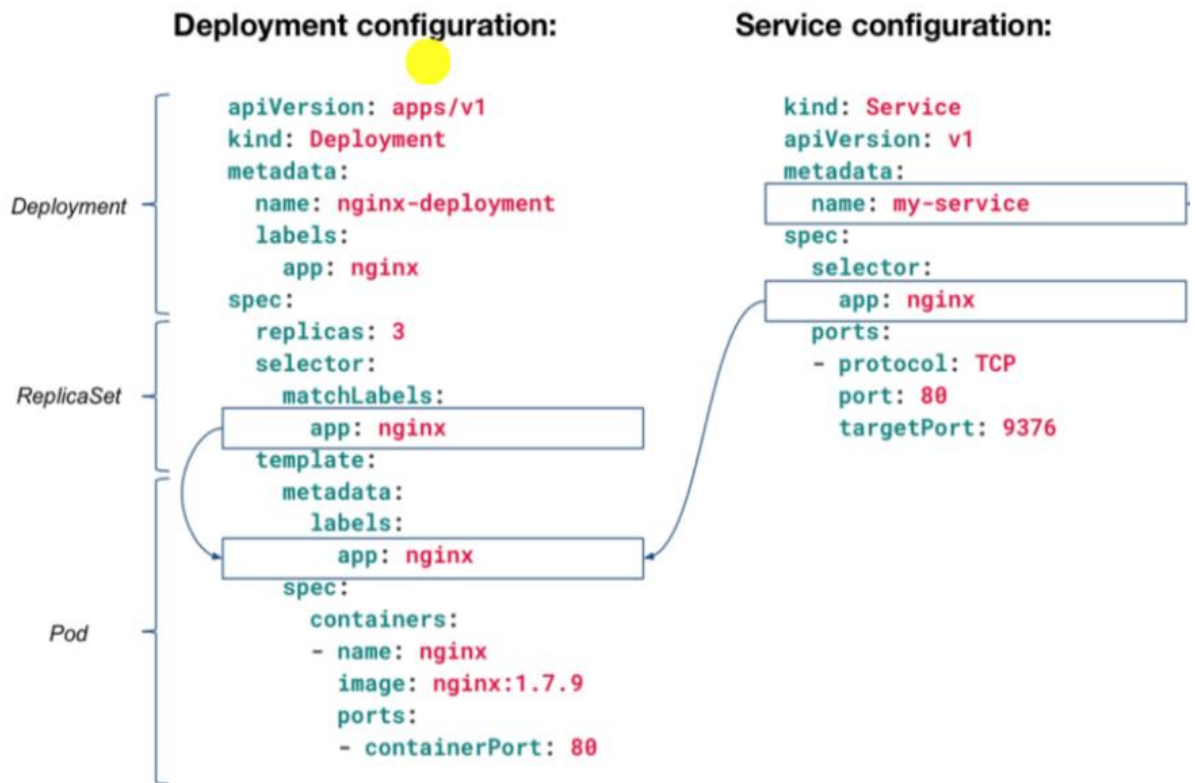 Deployment configuration:
apiVersion: apps/v1
kind: Deployment
metadata:
name: nginx-deployment
labels:
app: nginx
spec:
replicas: 3
selector:
matchLabels:
app: nginx
template:
metadata:
labels:
app: nginx
spec:
containers:
- name: nginx
image: nginx:1.7.9
ports:
- containerPort: 80
Deployment
ReplicaSet
Pod
Service configuration:
kind: Service
apiVersion: v1
metadata:
name: my-service
spec:
selector:
app: nginx
ports:
- protocol: TCP
port: 80
targetPort: 9376